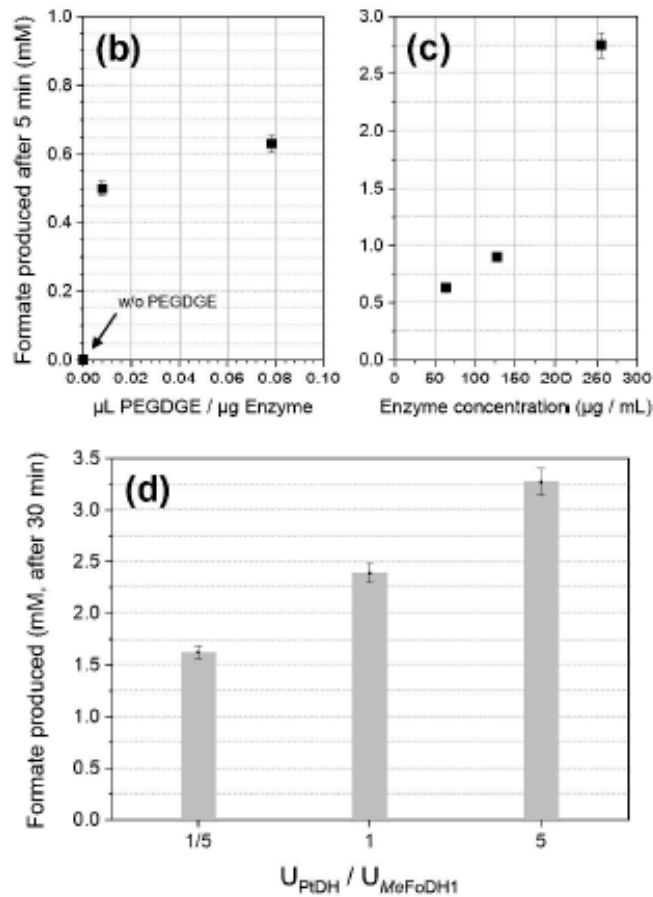 (b)
Formate produced after 5 min (mM)
1.0
0.8
0.6
0.4
0.2
0.0
w/o PEGDGE
0.00 0.02 0.04 0.06 0.08 0.10
µL PEGDGE / µg Enzyme
(c)
3.0
2.5
2.0
1.5
1.0
0.5
0.0
0 50 100 150 200 250 300
Enzyme concentration (µg / mL)
(d)
Formate produced (mM, after 30 min)
3.5
3.0
2.5
2.0
1.5
1.0
0.5
0.0
1/5 1 5
U_PtDH / U_MeFoDH1